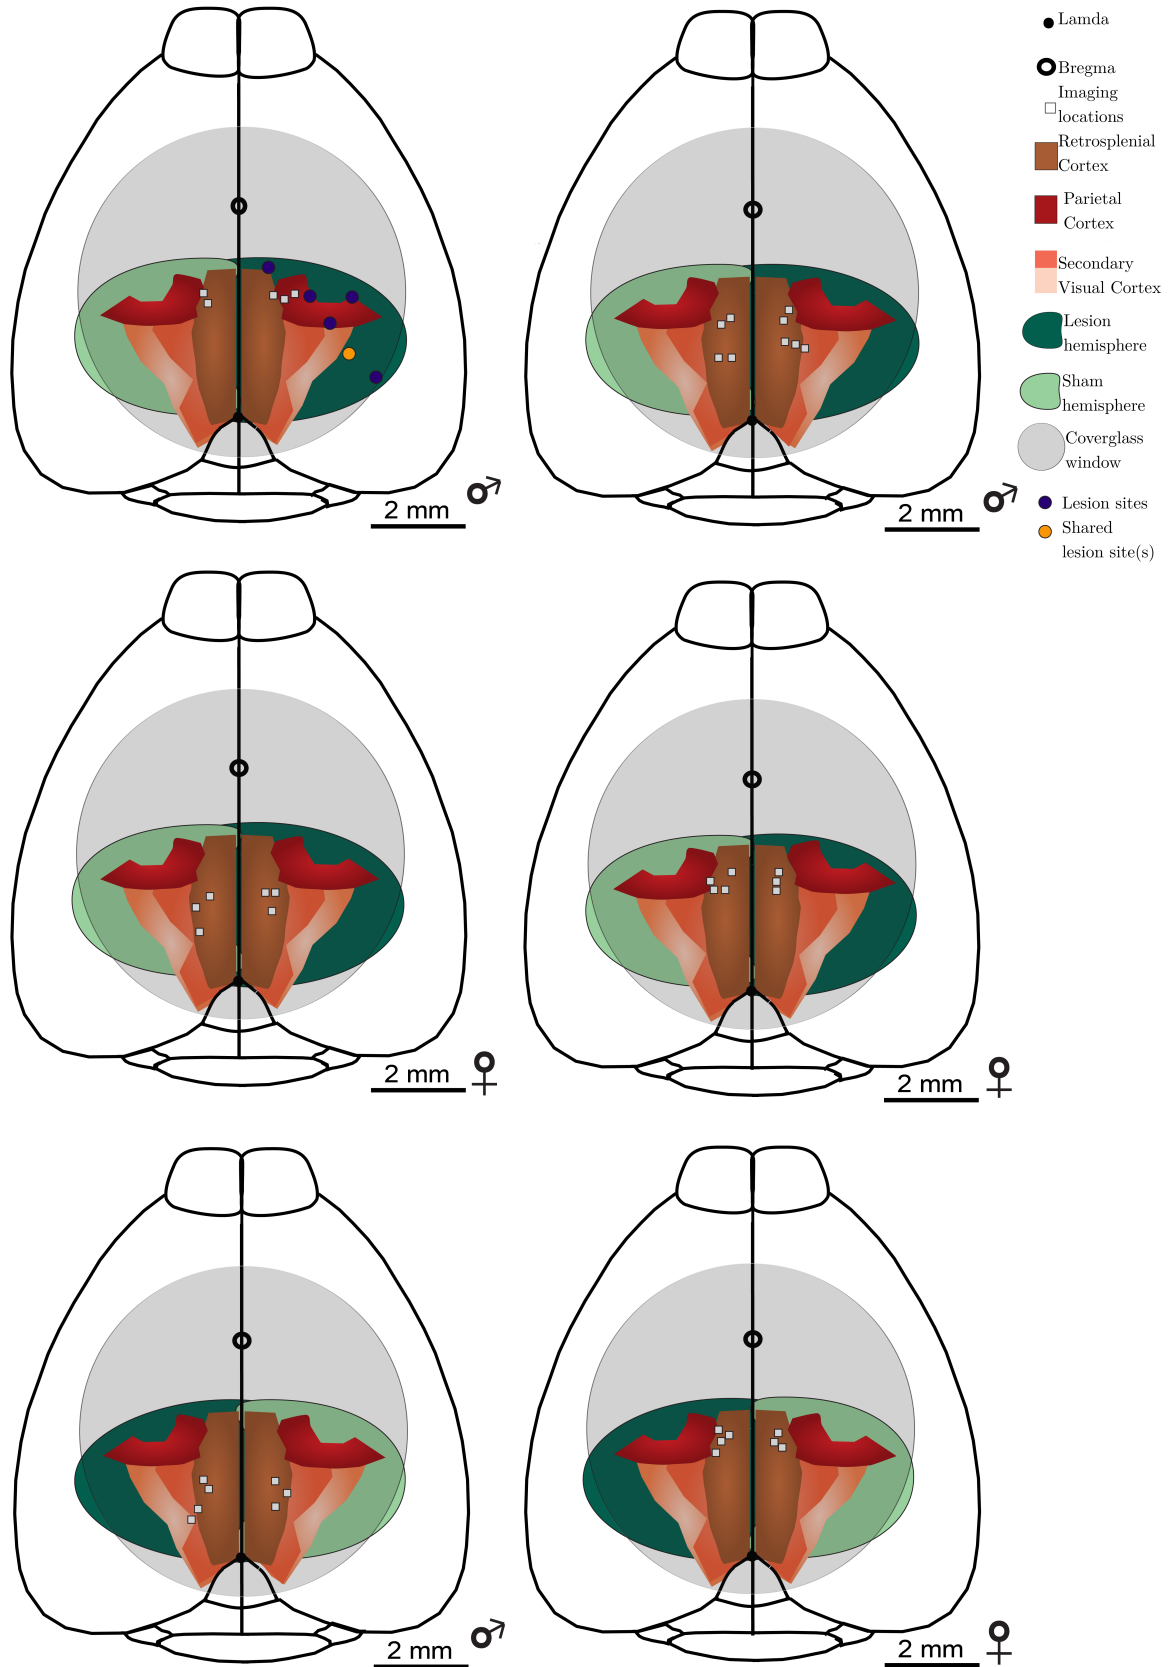 Lamda
Bregma
Imaging
locations
Retrosplenial
Cortex
Parietal
Cortex
Secondary
Visual Cortex
Lesion
hemisphere
Sham
hemisphere
Coverglass
window
Lesion sites
Shared
lesion site(s)
♂
2 mm
♂
2 mm
♀
2 mm
♀
2 mm
♂
2 mm
♀
2 mm